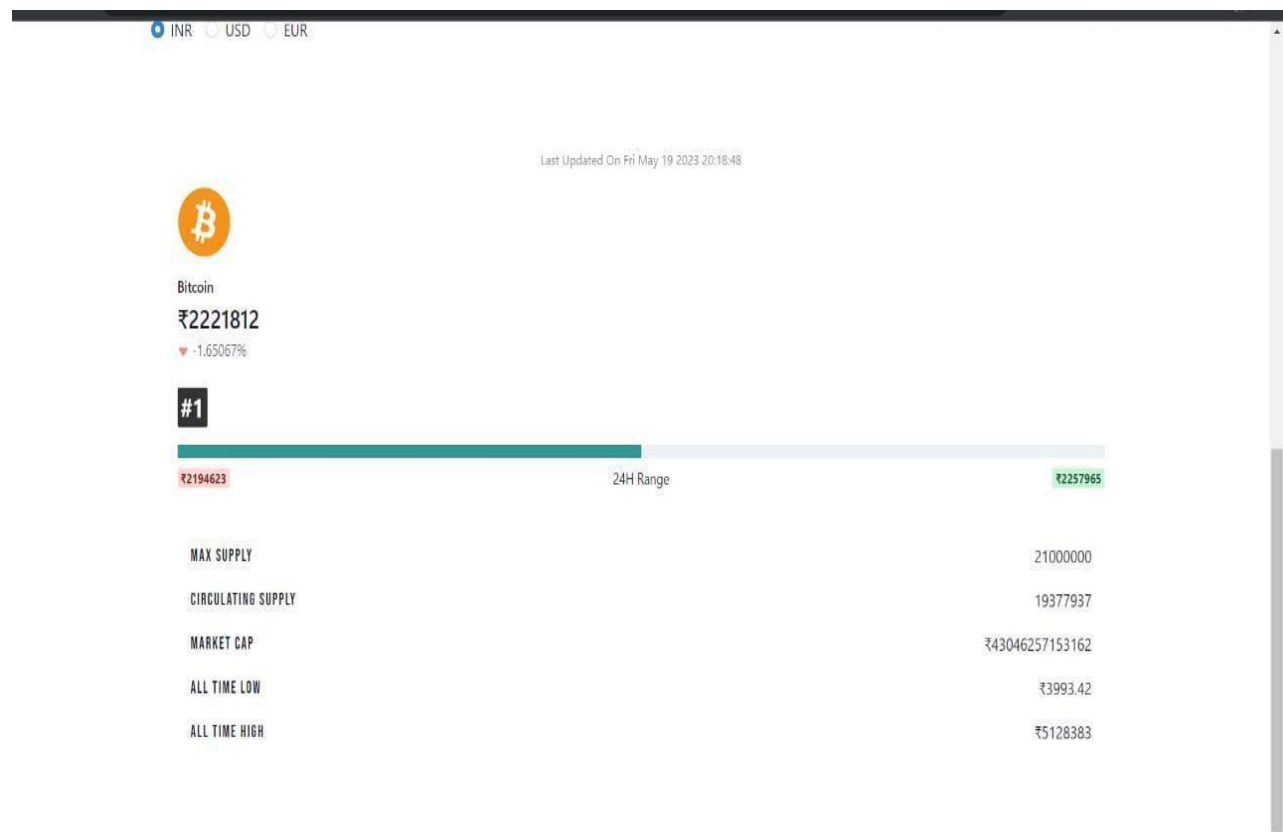 INR USD EUR
Last Updated On Fri May 19 2023 20:18:48
Bitcoin
₹2221812
-1.65067%
#1
₹2194623 24H Range ₹2257965
MAX SUPPLY 21000000
CIRCULATING SUPPLY 19377937
MARKET CAP ₹43046257153162
ALL TIME LOW ₹3993.42
ALL TIME HIGH ₹5128383